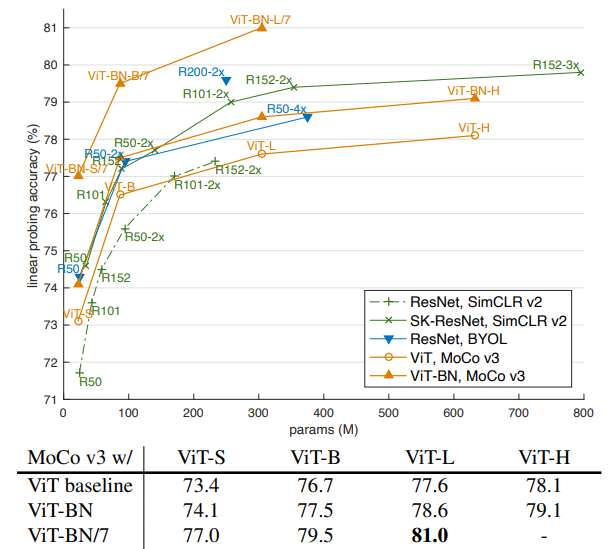 81
80
79
78
77
76
75
74
73
72
71
linear probing accuracy (%)
0 100 200 300 400 500 600 700 800
params (M)
ViT-BN-L/7
ViT-BN-B/7
R200-2x
R152-2x
R152-3x
R101-2x
ViT-BN-H
R50-4x
R50-2x
ViT-L
ViT-H
R50-2x
R152
ViT-BN-S/7
R152-2x
ViT-B
R101-2x
R101
R50-2x
R50
R50
R152
ViT-S
R101
R50
ResNet, SimCLR v2
SK-ResNet, SimCLR v2
ResNet, BYOL
ViT, MoCo v3
ViT-BN, MoCo v3
MoCo v3 w/ ViT-S ViT-B ViT-L ViT-H
ViT baseline 73.4 76.7 77.6 78.1
ViT-BN 74.1 77.5 78.6 79.1
ViT-BN/7 77.0 79.5 81.0 -